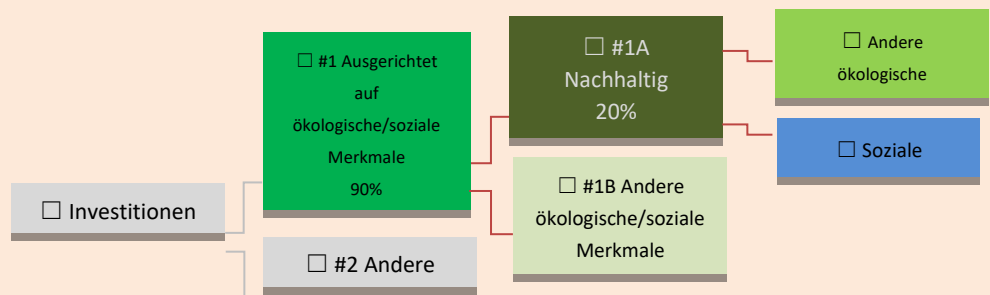 ☐ Investitionen
☐ #1 Ausgerichtet
auf
ökologische/soziale
Merkmale
90%
☐ #2 Andere
☐ #1A
Nachhaltig
20%
☐ #1B Andere
ökologische/soziale
Merkmale
☐ Andere
ökologische
☐ Soziale